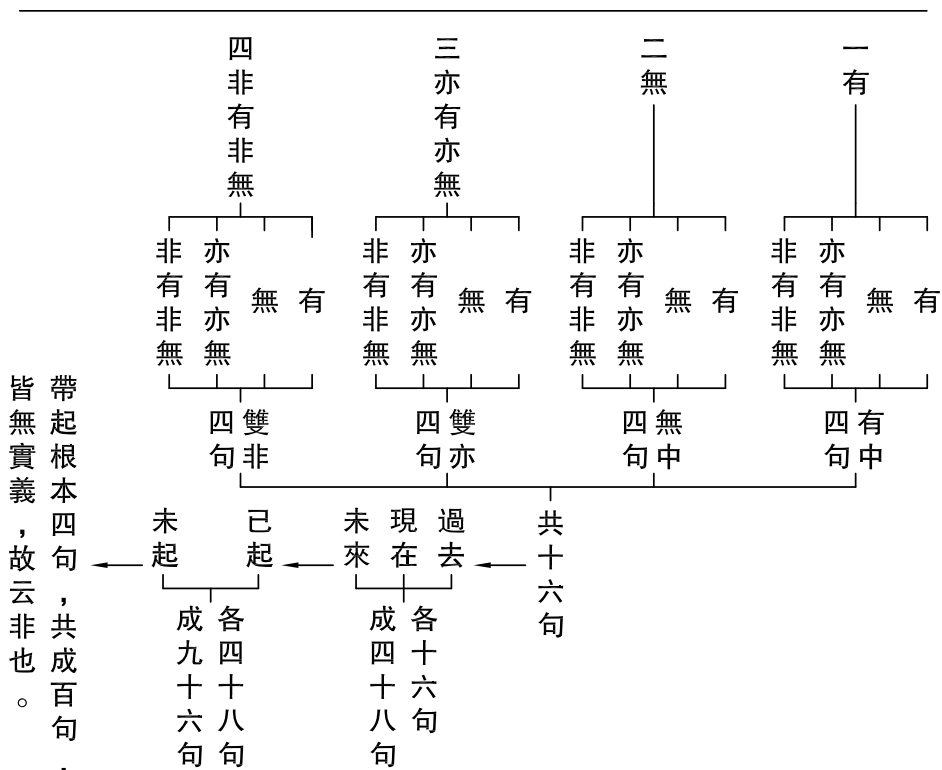 一有
二無
三亦有亦無
四非有非無
有
無
亦有亦無
非有非無
有
無
亦有亦無
非有非無
有
無
亦有亦無
非有非無
有
無
亦有亦無
非有非無
有中
四句
無中
四句
雙亦
四句
雙非
四句
共十六句
過去
現在
未來
各十六句
成四十八句
已起
未起
各四十八句
成九十六句
帶起根本四句，共成百句，
皆無實義，故云非也。